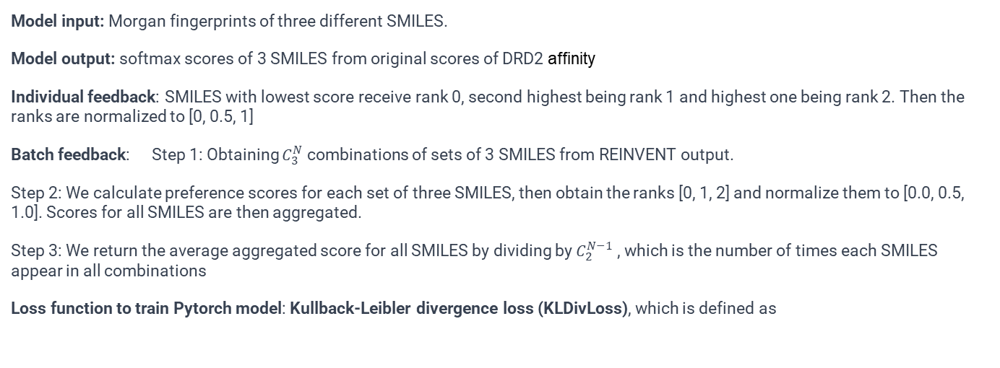 Model input: Morgan fingerprints of three different SMILES.
Model output: softmax scores of 3 SMILES from original scores of DRD2 affinity
Individual feedback: SMILES with lowest score receive rank 0, second highest being rank 1 and highest one being rank 2. Then the
ranks are normalized to [0, 0.5, 1]
Batch feedback: Step 1: Obtaining $C_3^N$ combinations of sets of 3 SMILES from REINVENT output.
Step 2: We calculate preference scores for each set of three SMILES, then obtain the ranks [0, 1, 2] and normalize them to [0.0, 0.5,
1.0]. Scores for all SMILES are then aggregated.
Step 3: We return the average aggregated score for all SMILES by dividing by $C_2^{N-1}$ , which is the number of times each SMILES
appear in all combinations
Loss function to train Pytorch model: Kullback-Leibler divergence loss (KLDivLoss), which is defined as